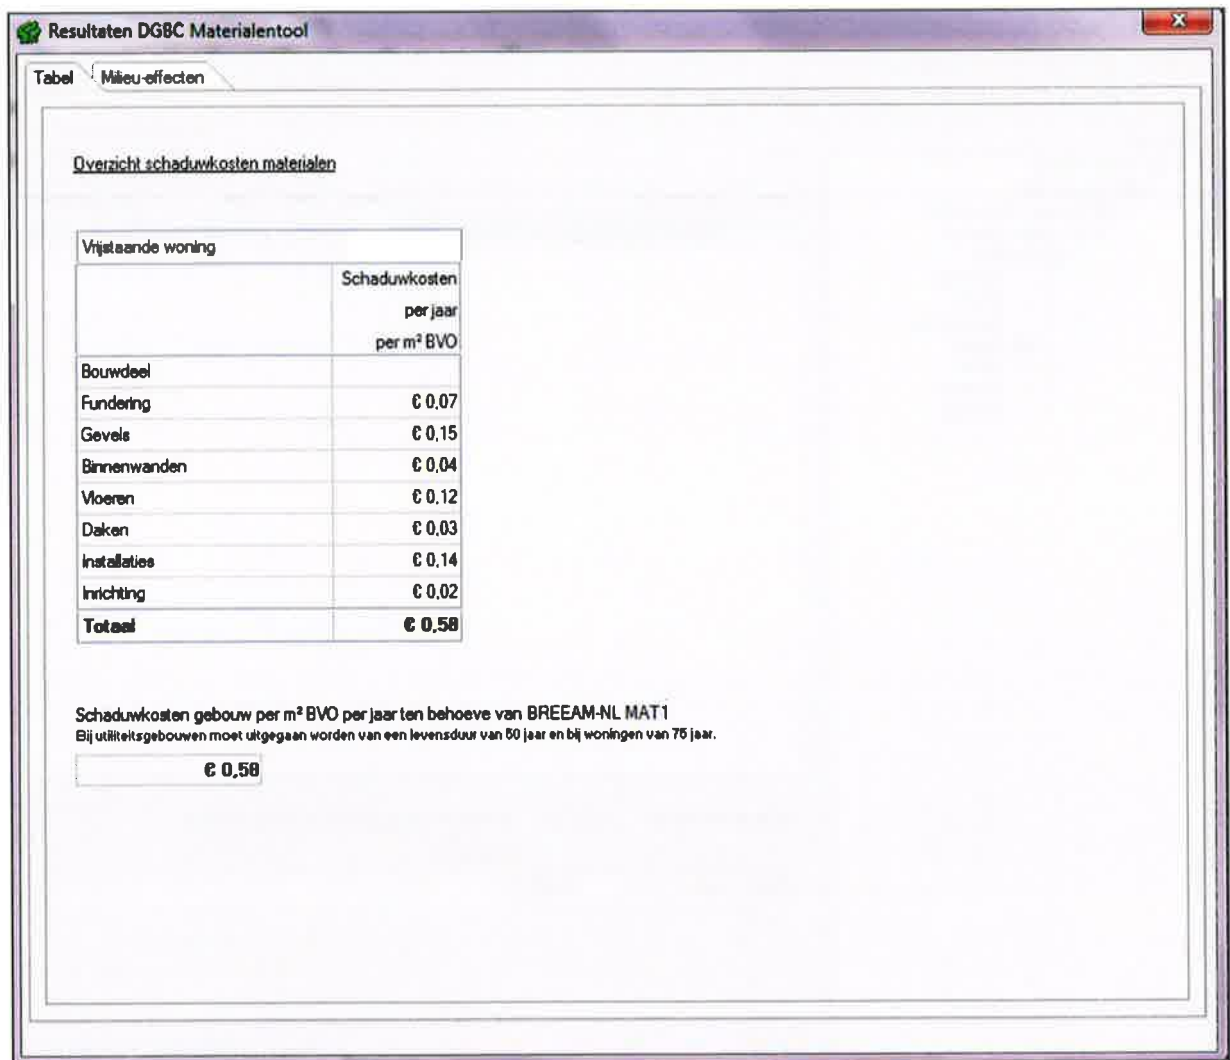 Resultaten DGBC Materialentool
x
Tabel Milieu-effecten
Overzicht schaduwkosten materialen
Vrijstaande woning
Schaduwkosten
per jaar
per m² BVO
Bouwdeel
Fundering € 0,07
Gevels € 0,15
Binnenwanden € 0,04
Vloeren € 0,12
Daken € 0,03
Installaties € 0,14
Inrichting € 0,02
Totaal € 0,58
Schaduwkosten gebouw per m² BVO per jaar ten behoeve van BREEAM-NL MAT1
Bij utiliteitsgebouwen moet uitgegaan worden van een levensduur van 50 jaar en bij woningen van 75 jaar.
€ 0,58